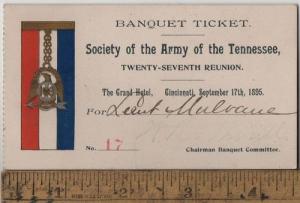 BANQUET TICKET.
Society of the Army of the Tennessee,
TWENTY-SEVENTH REUNION.
The Grand Hotel, Cincinnati, September 17th, 1895.
For Lieut Mulvane
No. 17
Chairman Banquet Committee.